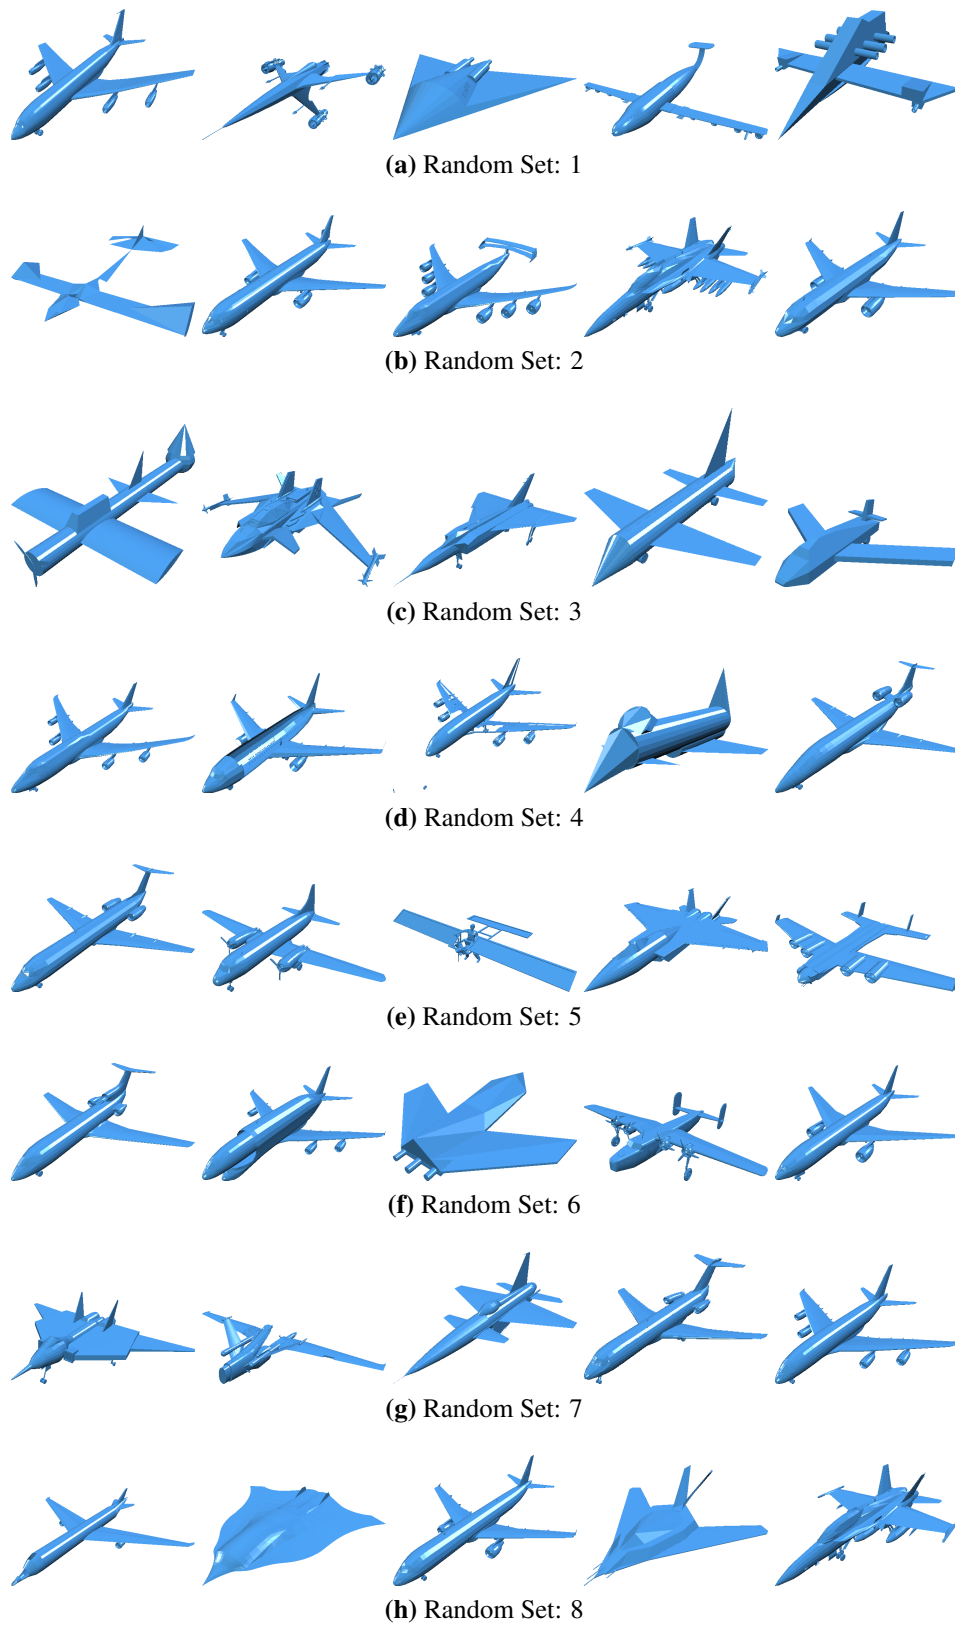 (a) Random Set: 1
(b) Random Set: 2
(c) Random Set: 3
(d) Random Set: 4
(e) Random Set: 5
(f) Random Set: 6
(g) Random Set: 7
(h) Random Set: 8